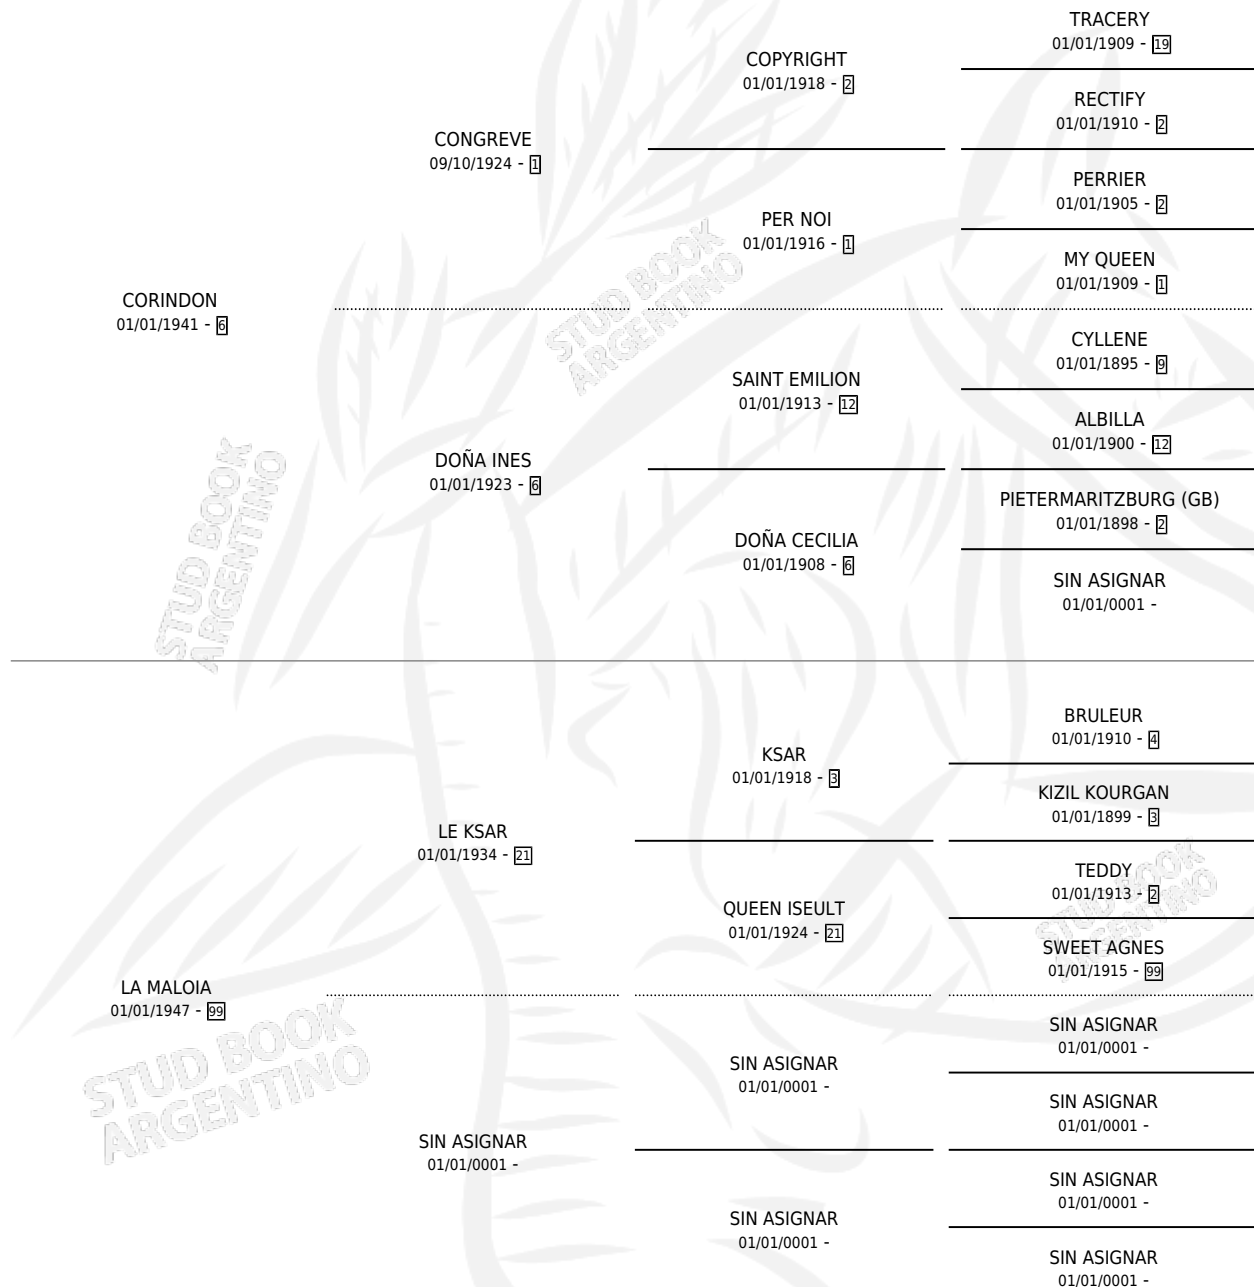 TRACERY
01/01/1909 - 19
COPYRIGHT
01/01/1918 - 2
RECTIFY
01/01/1910 - 2
CONGREVE
09/10/1924 - 1
PERRIER
01/01/1905 - 2
PER NOI
01/01/1916 - 1
MY QUEEN
01/01/1909 - 1
CORINDON
01/01/1941 - 6
CYLLENE
01/01/1895 - 9
SAINT EMILION
01/01/1913 - 12
ALBILLA
01/01/1900 - 12
DOÑA INES
01/01/1923 - 6
PIETERMARITZBURG (GB)
01/01/1898 - 2
DOÑA CECILIA
01/01/1908 - 6
SIN ASIGNAR
01/01/0001 -
BRULEUR
01/01/1910 - 4
KSAR
01/01/1918 - 3
KIZIL KOURGAN
01/01/1899 - 3
LE KSAR
01/01/1934 - 21
TEDDY
01/01/1913 - 2
QUEEN ISEULT
01/01/1924 - 21
SWEET AGNES
01/01/1915 - 99
LA MALOIA
01/01/1947 - 99
SIN ASIGNAR
01/01/0001 -
SIN ASIGNAR
01/01/0001 -
SIN ASIGNAR
01/01/0001 -
SIN ASIGNAR
01/01/0001 -
SIN ASIGNAR
01/01/0001 -
SIN ASIGNAR
01/01/0001 -
SIN ASIGNAR
01/01/0001 -
STUD BOOK
ARGENTINO
STUD BOOK
ARGENTINO
STUD BOOK
ARGENTINO
STUD BOOK
ARGENTINO